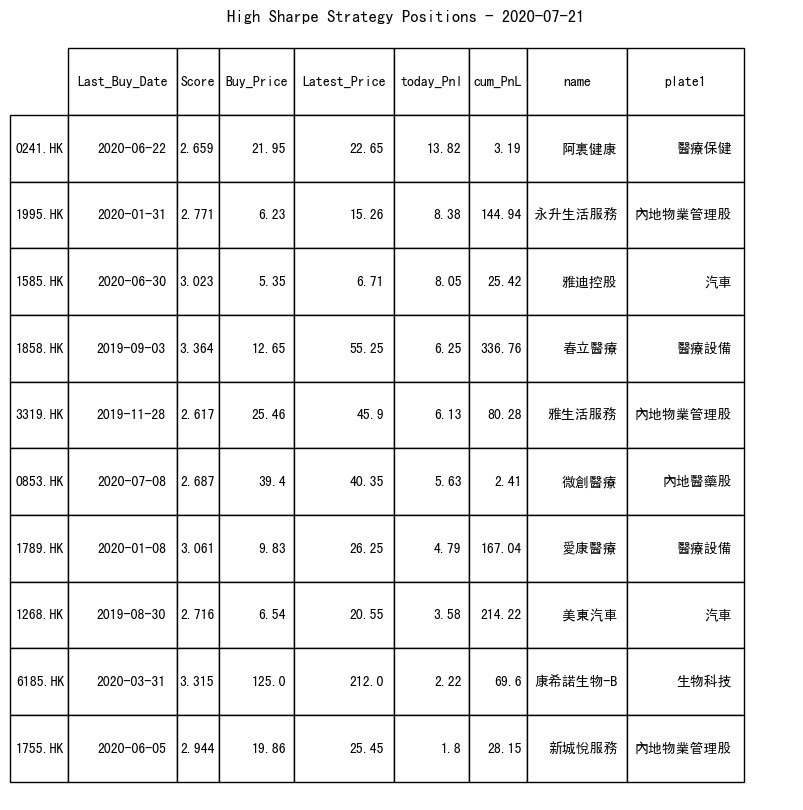 High Sharpe Strategy Positions - 2020-07-21
Last_Buy_Date Score Buy_Price Latest_Price today_Pnl cum_PnL name plate1
0241.HK 2020-06-22 2.659 21.95 22.65 13.82 3.19 阿裏健康 醫療保健
1995.HK 2020-01-31 2.771 6.23 15.26 8.38 144.94 永升生活服務 內地物業管理股
1585.HK 2020-06-30 3.023 5.35 6.71 8.05 25.42 雅迪控股 汽車
1858.HK 2019-09-03 3.364 12.65 55.25 6.25 336.76 春立醫療 醫療設備
3319.HK 2019-11-28 2.617 25.46 45.9 6.13 80.28 雅生活服務 內地物業管理股
0853.HK 2020-07-08 2.687 39.4 40.35 5.63 2.41 微創醫療 內地醫藥股
1789.HK 2020-01-08 3.061 9.83 26.25 4.79 167.04 愛康醫療 醫療設備
1268.HK 2019-08-30 2.716 6.54 20.55 3.58 214.22 美東汽車 汽車
6185.HK 2020-03-31 3.315 125.0 212.0 2.22 69.6 康希諾生物-B 生物科技
1755.HK 2020-06-05 2.944 19.86 25.45 1.8 28.15 新城悅服務 內地物業管理股